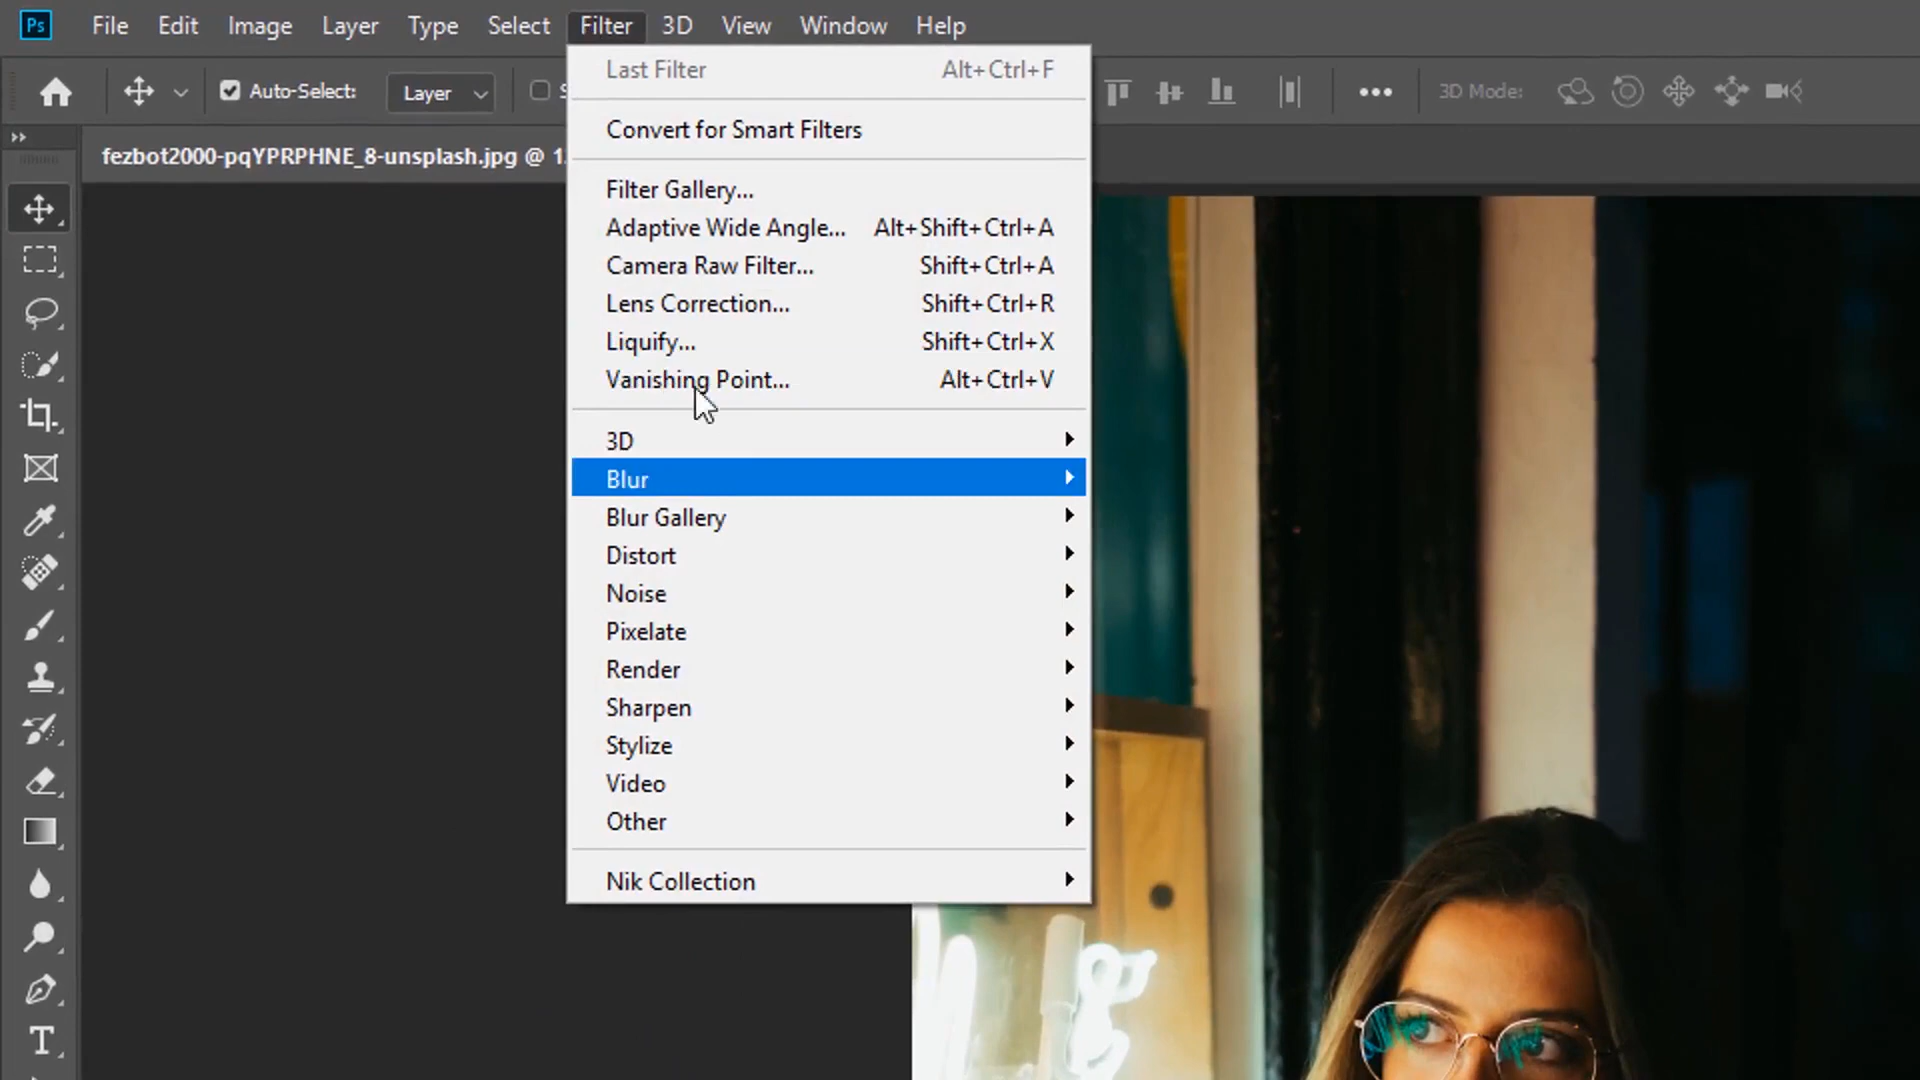 Ps File Edit Image Layer Type Select Filter 3D View Window Help
Auto-Select: Layer S 3D Mode:
fezbot2000-pqYPRPHNE_8-unsplash.jpg @ 1
Last Filter Alt+Ctrl+F
Convert for Smart Filters
Filter Gallery...
Adaptive Wide Angle... Alt+Shift+Ctrl+A
Camera Raw Filter... Shift+Ctrl+A
Lens Correction... Shift+Ctrl+R
Liquify... Shift+Ctrl+X
Vanishing Point... Alt+Ctrl+V
3D
Blur
Blur Gallery
Distort
Noise
Pixelate
Render
Sharpen
Stylize
Video
Other
Nik Collection